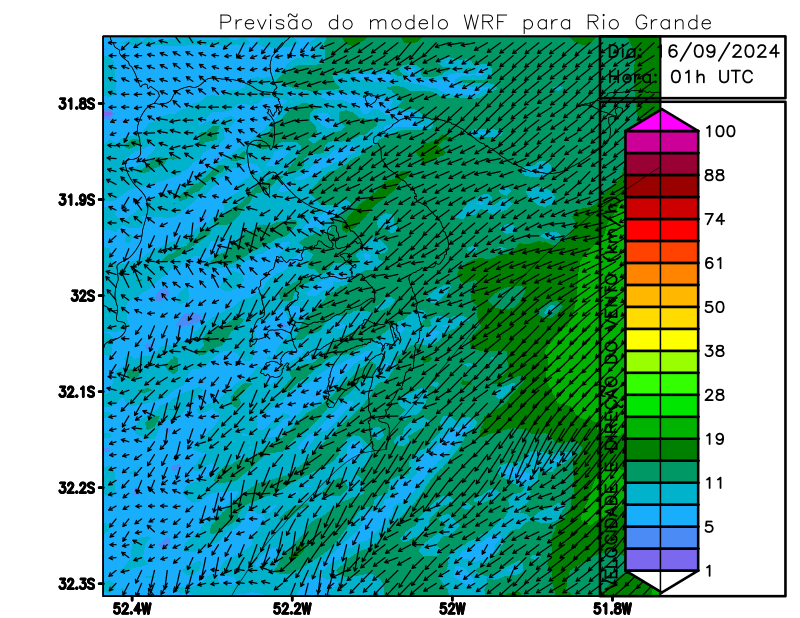 Previsão do modelo WRF para Rio Grande
Dia: 16/09/2024
Hora: 01h UTC
31.8S
31.9S
32S
32.1S
32.2S
32.3S
52.4W
52.2W
52W
51.8W
VELOCIDADE E DIREÇÃO DO VENTO (km/h)
100
88
74
61
50
38
28
19
11
5
1